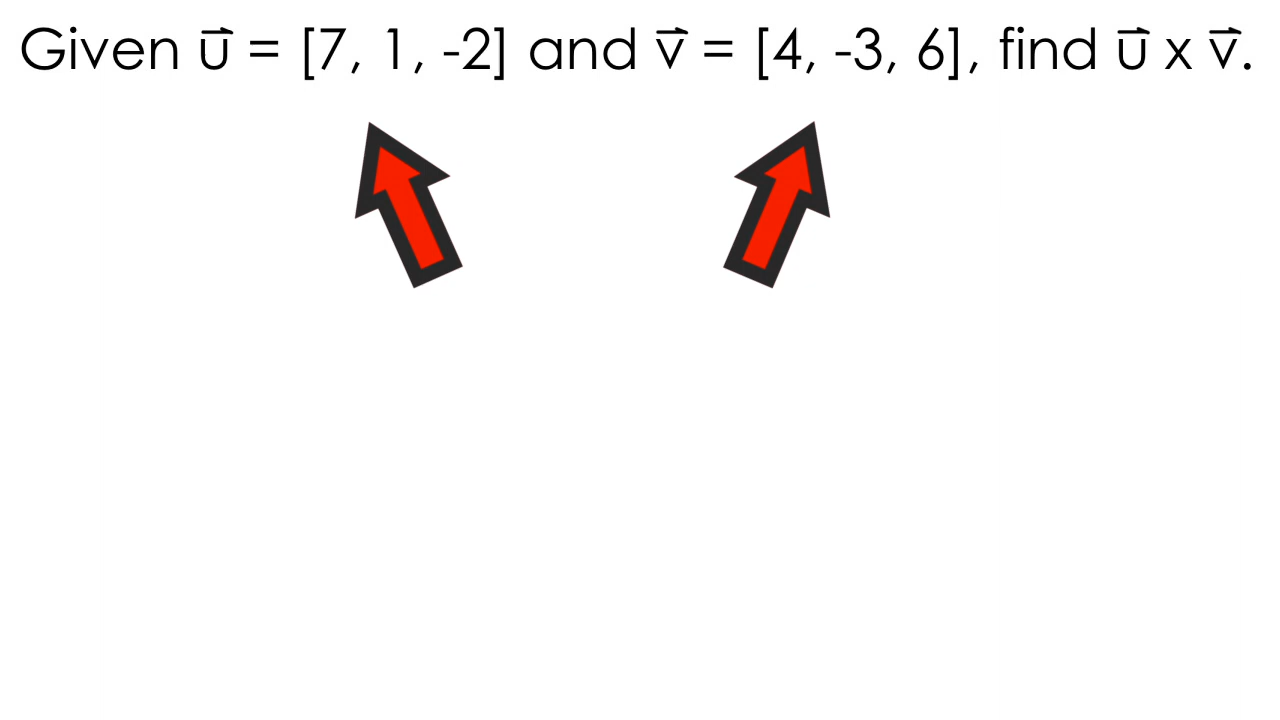 Given u⃗ = [7, 1, -2] and v⃗ = [4, -3, 6], find u⃗ x v⃗.